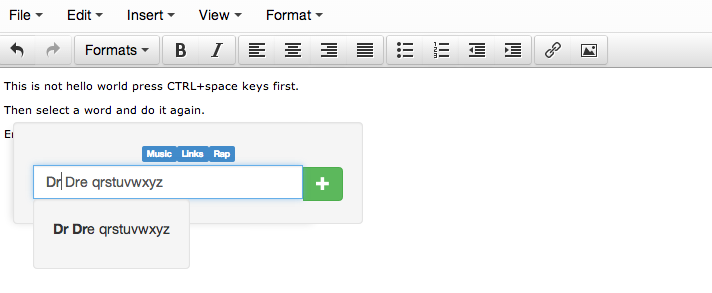 File Edit Insert View Format
Formats B I
This is not hello world press CTRL+space keys first.
Then select a word and do it again.
Music Links Rap
Dr Dre qrstuvwxyz
Dr Dre qrstuvwxyz